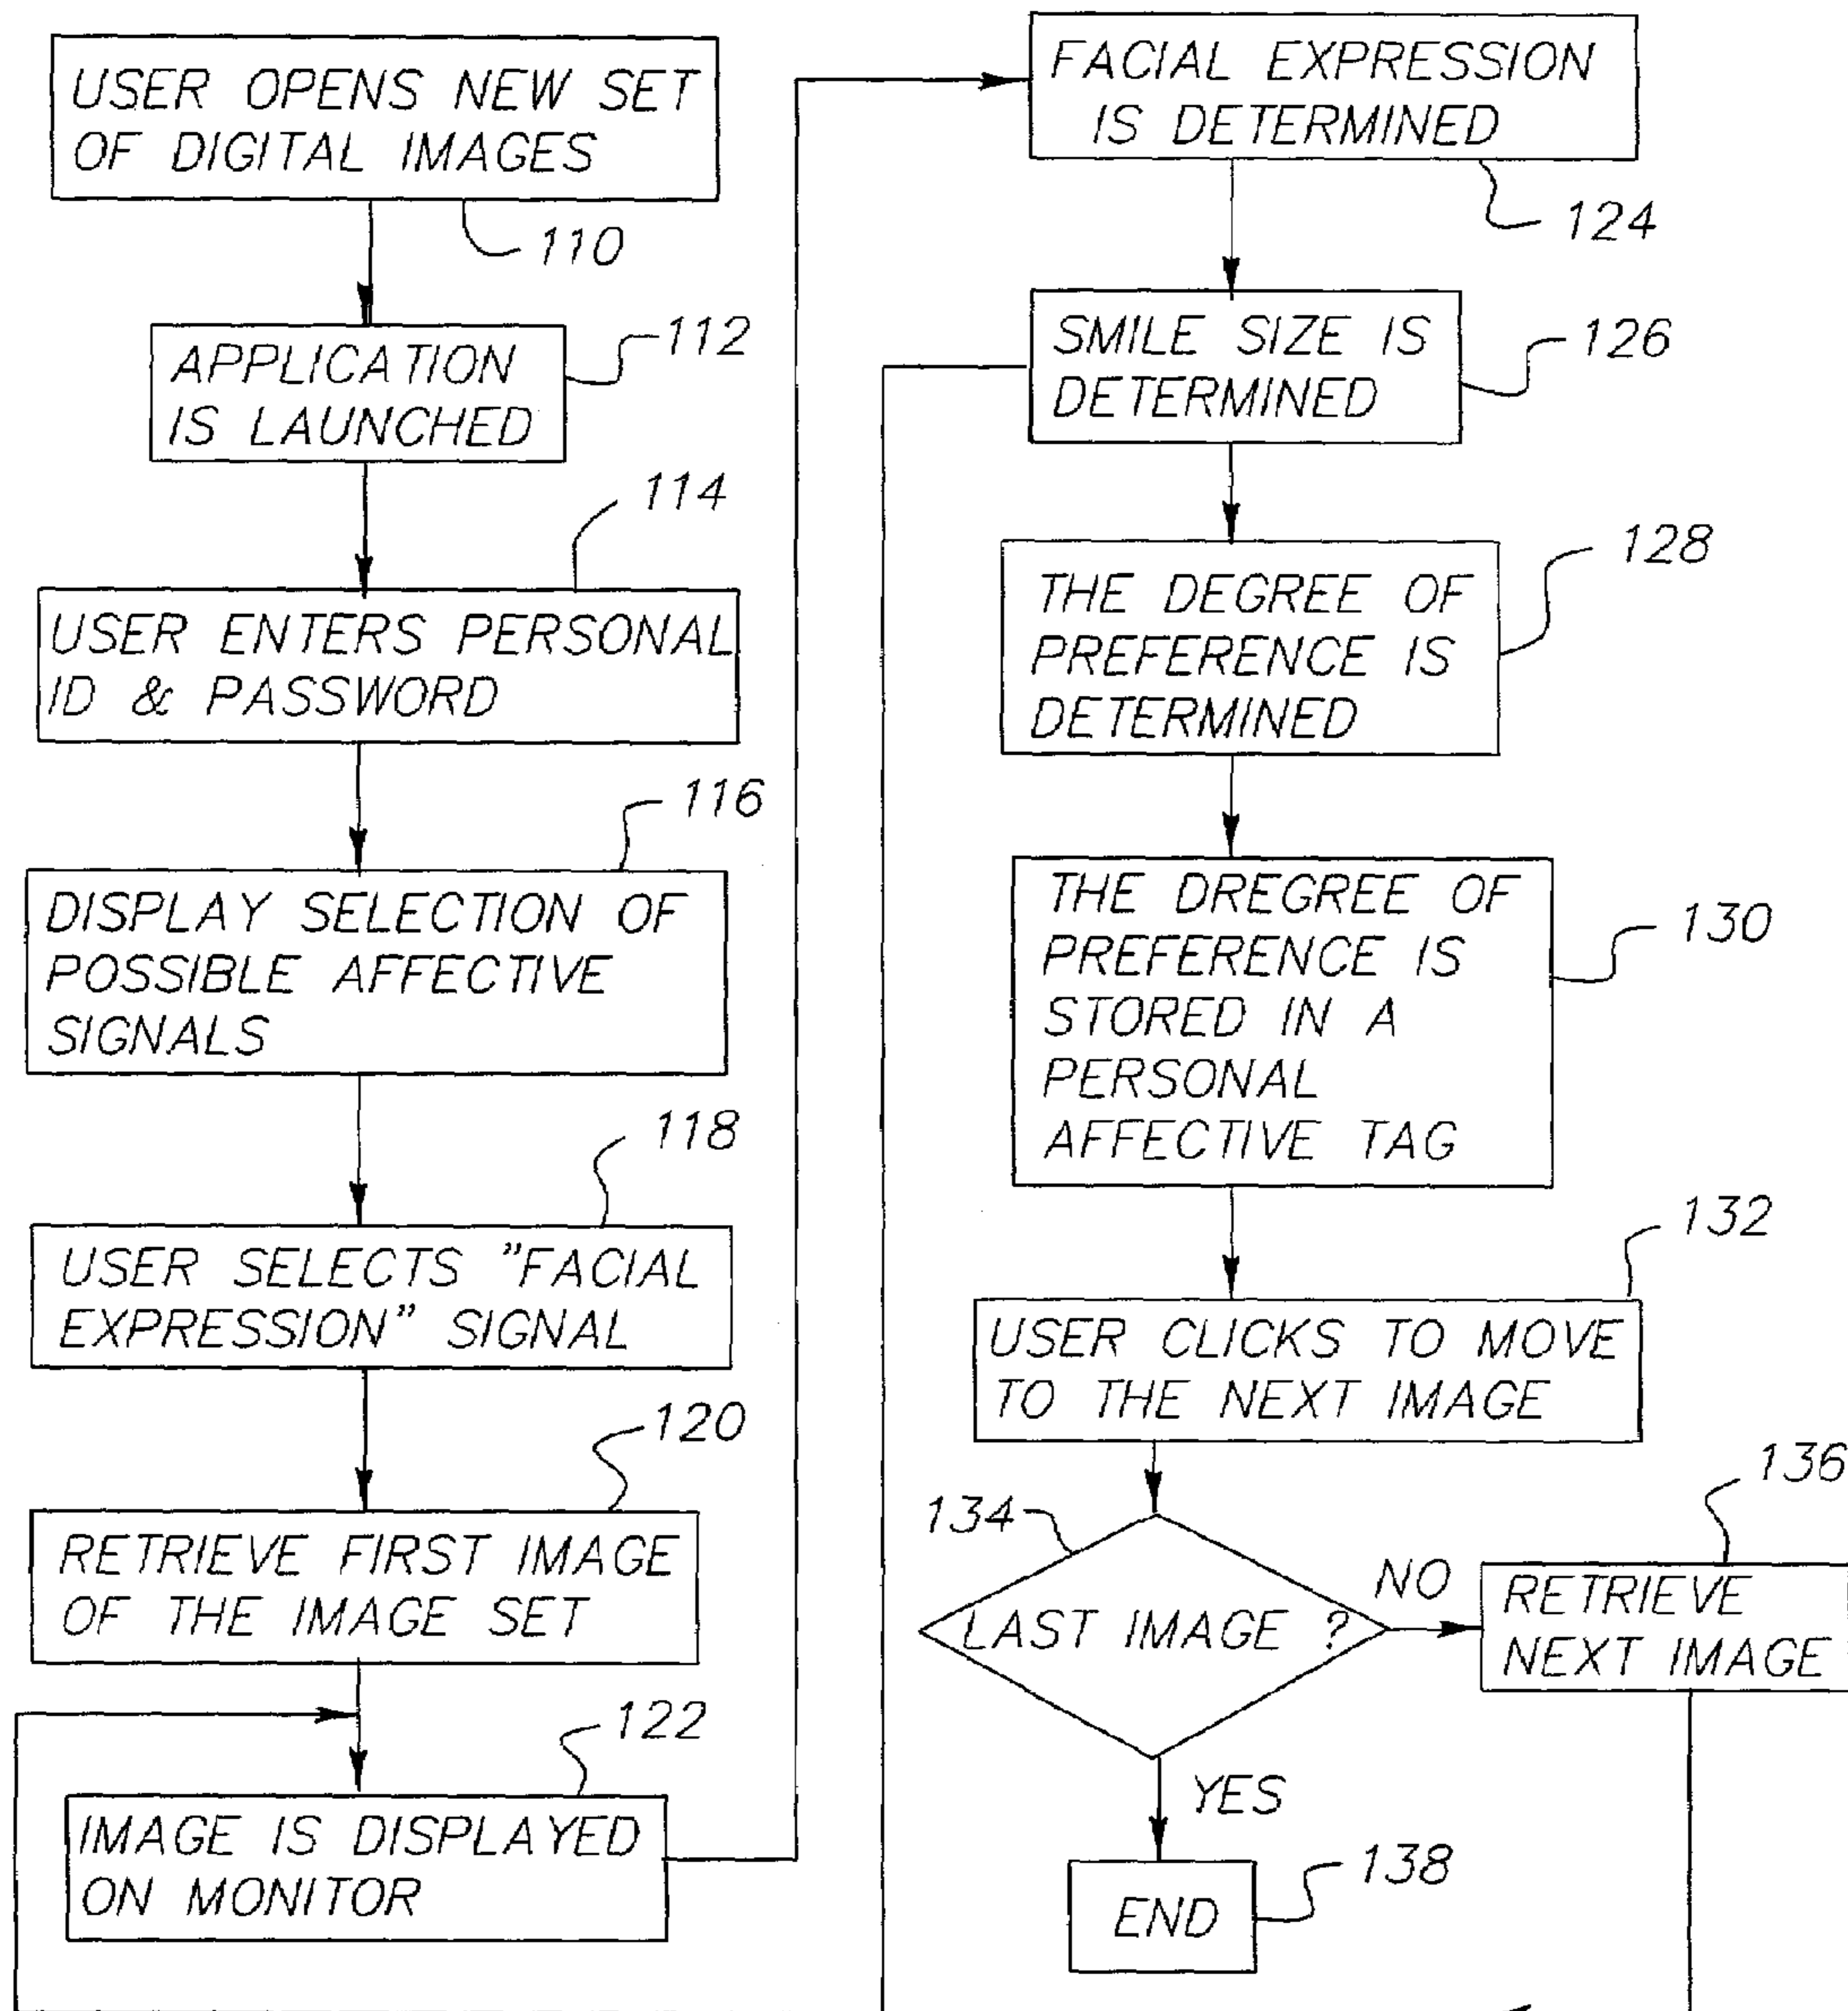 USER OPENS NEW SET
OF DIGITAL IMAGES
110
APPLICATION
IS LAUNCHED
112
114
USER ENTERS PERSONAL
ID & PASSWORD
116
DISPLAY SELECTION OF
POSSIBLE AFFECTIVE
SIGNALS
118
USER SELECTS "FACIAL
EXPRESSION" SIGNAL
120
RETRIEVE FIRST IMAGE
OF THE IMAGE SET
122
IMAGE IS DISPLAYED
ON MONITOR
FACIAL EXPRESSION
IS DETERMINED
124
SMILE SIZE IS
DETERMINED
126
THE DEGREE OF
PREFERENCE IS
DETERMINED
128
THE DREGREE OF
PREFERENCE IS
STORED IN A
PERSONAL
AFFECTIVE TAG
130
132
USER CLICKS TO MOVE
TO THE NEXT IMAGE
134
LAST IMAGE ?
NO
136
RETRIEVE
NEXT IMAGE
YES
END
138